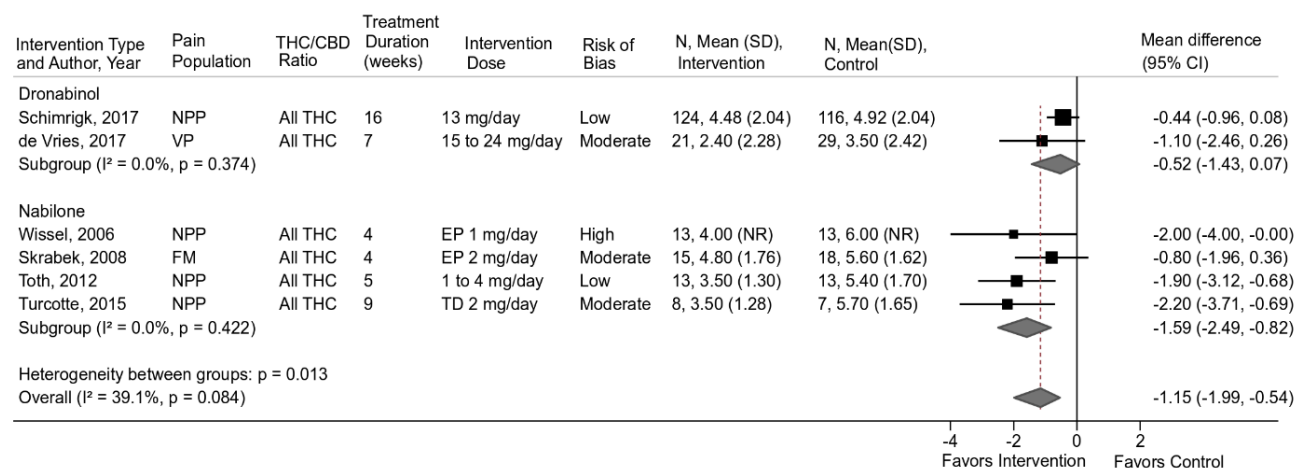 Intervention Type and Author, Year Pain Population THC/CBD Ratio Treatment Duration (weeks) Intervention Dose Risk of Bias N, Mean (SD), Intervention N, Mean(SD), Control Mean difference (95% CI)
Dronabinol
Schimrigk, 2017 NPP All THC 16 13 mg/day Low 124, 4.48 (2.04) 116, 4.92 (2.04) -0.44 (-0.96, 0.08)
de Vries, 2017 VP All THC 7 15 to 24 mg/day Moderate 21, 2.40 (2.28) 29, 3.50 (2.42) -1.10 (-2.46, 0.26)
Subgroup (I² = 0.0%, p = 0.374) -0.52 (-1.43, 0.07)
Nabilone
Wissel, 2006 NPP All THC 4 EP 1 mg/day High 13, 4.00 (NR) 13, 6.00 (NR) -2.00 (-4.00, -0.00)
Skrabek, 2008 FM All THC 4 EP 2 mg/day Moderate 15, 4.80 (1.76) 18, 5.60 (1.62) -0.80 (-1.96, 0.36)
Toth, 2012 NPP All THC 5 1 to 4 mg/day Low 13, 3.50 (1.30) 13, 5.40 (1.70) -1.90 (-3.12, -0.68)
Turcotte, 2015 NPP All THC 9 TD 2 mg/day Moderate 8, 3.50 (1.28) 7, 5.70 (1.65) -2.20 (-3.71, -0.69)
Subgroup (I² = 0.0%, p = 0.422) -1.59 (-2.49, -0.82)
Heterogeneity between groups: p = 0.013
Overall (I² = 39.1%, p = 0.084) -1.15 (-1.99, -0.54)
-4 -2 0 2
Favors Intervention Favors Control